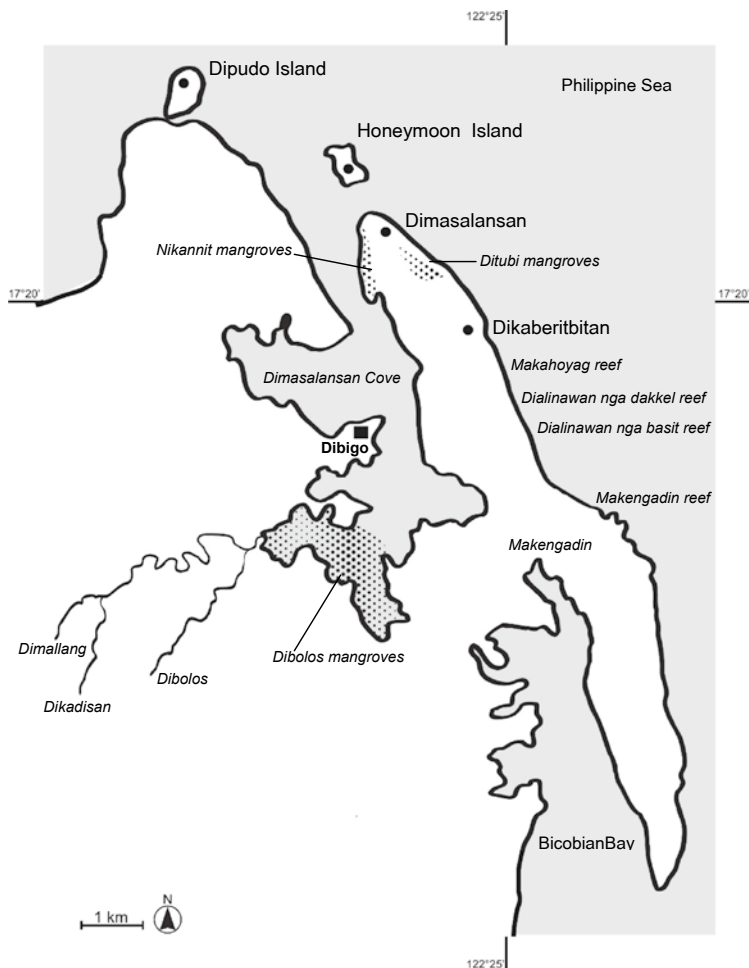 122°25'
Dipudo Island
Philippine Sea
Honeymoon Island
Dimasalansan
Nikannit mangroves
Ditubi mangroves
17°20'
17°20'
Dikaberitbitan
Makahoyag reef
Dimasalansan Cove
Dialinawan nga dakkel reef
Dialinawan nga basit reef
Dibigo
Makengadin reef
Makengadin
Dimallang
Dibolos mangroves
Dibolos
Dikadisan
BicobianBay
N
1 km
122°25'